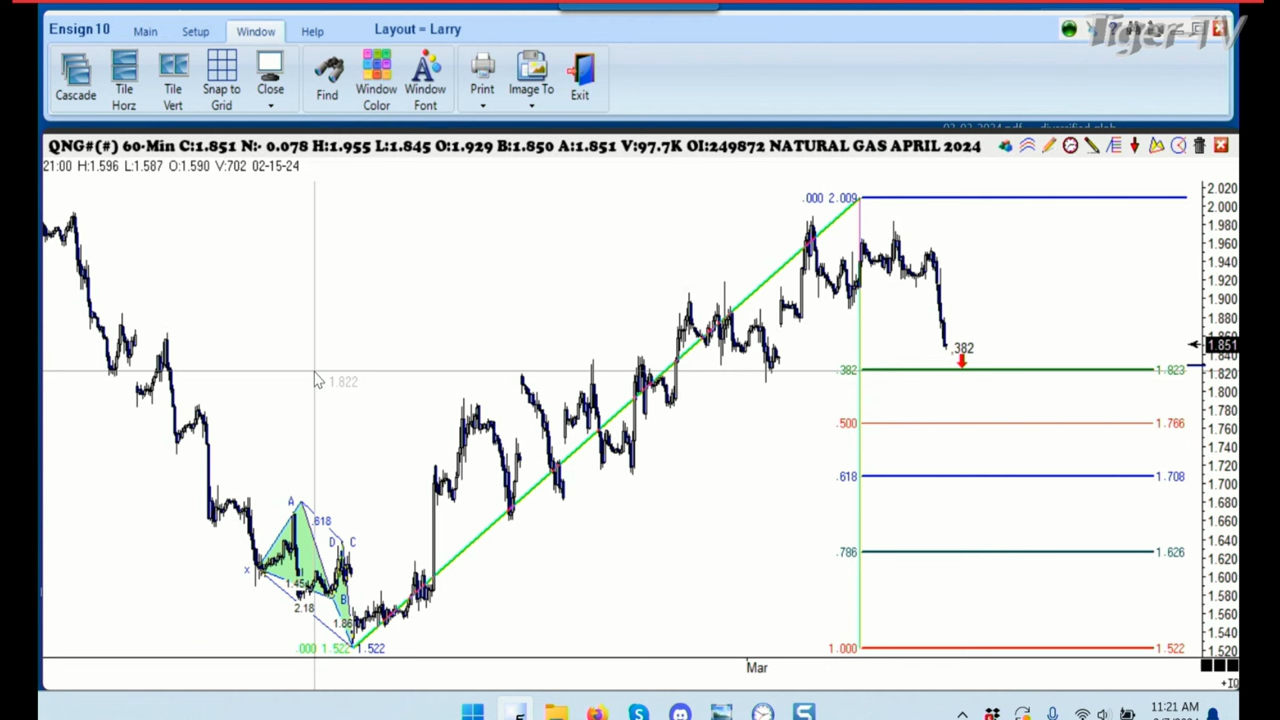 Ensign10
Main
Setup
Window
Help
Layout = Larry
Tiger-TV
Cascade
Tile Horz
Tile Vert
Snap to Grid
Close
Find
Window Color
Window Font
Print
Image To
Exit
QNG#(#) 60-Min C:1.851 N:- 0.078 H:1.955 L:1.845 O:1.929 B:1.850 A:1.851 V:97.7K OI:249872 NATURAL GAS APRIL 2024
21:00 H:1.596 L:1.587 O:1.590 V:702 02-15-24
.000 2.009
2.020
2.000
1.980
1.960
1.940
1.920
1.900
1.880
1.851
1.840
1.820
1.800
1.780
1.760
1.740
1.720
1.700
1.680
1.660
1.640
1.620
1.600
1.580
1.560
1.540
1.520
.382
1.822
.382 1.823
.500 1.766
.618 1.708
.786 1.626
1.000 1.522
A
.618
D C
X
1.454
2.18
B
1.86
.000 1.522
1.522
Mar
11:21 AM